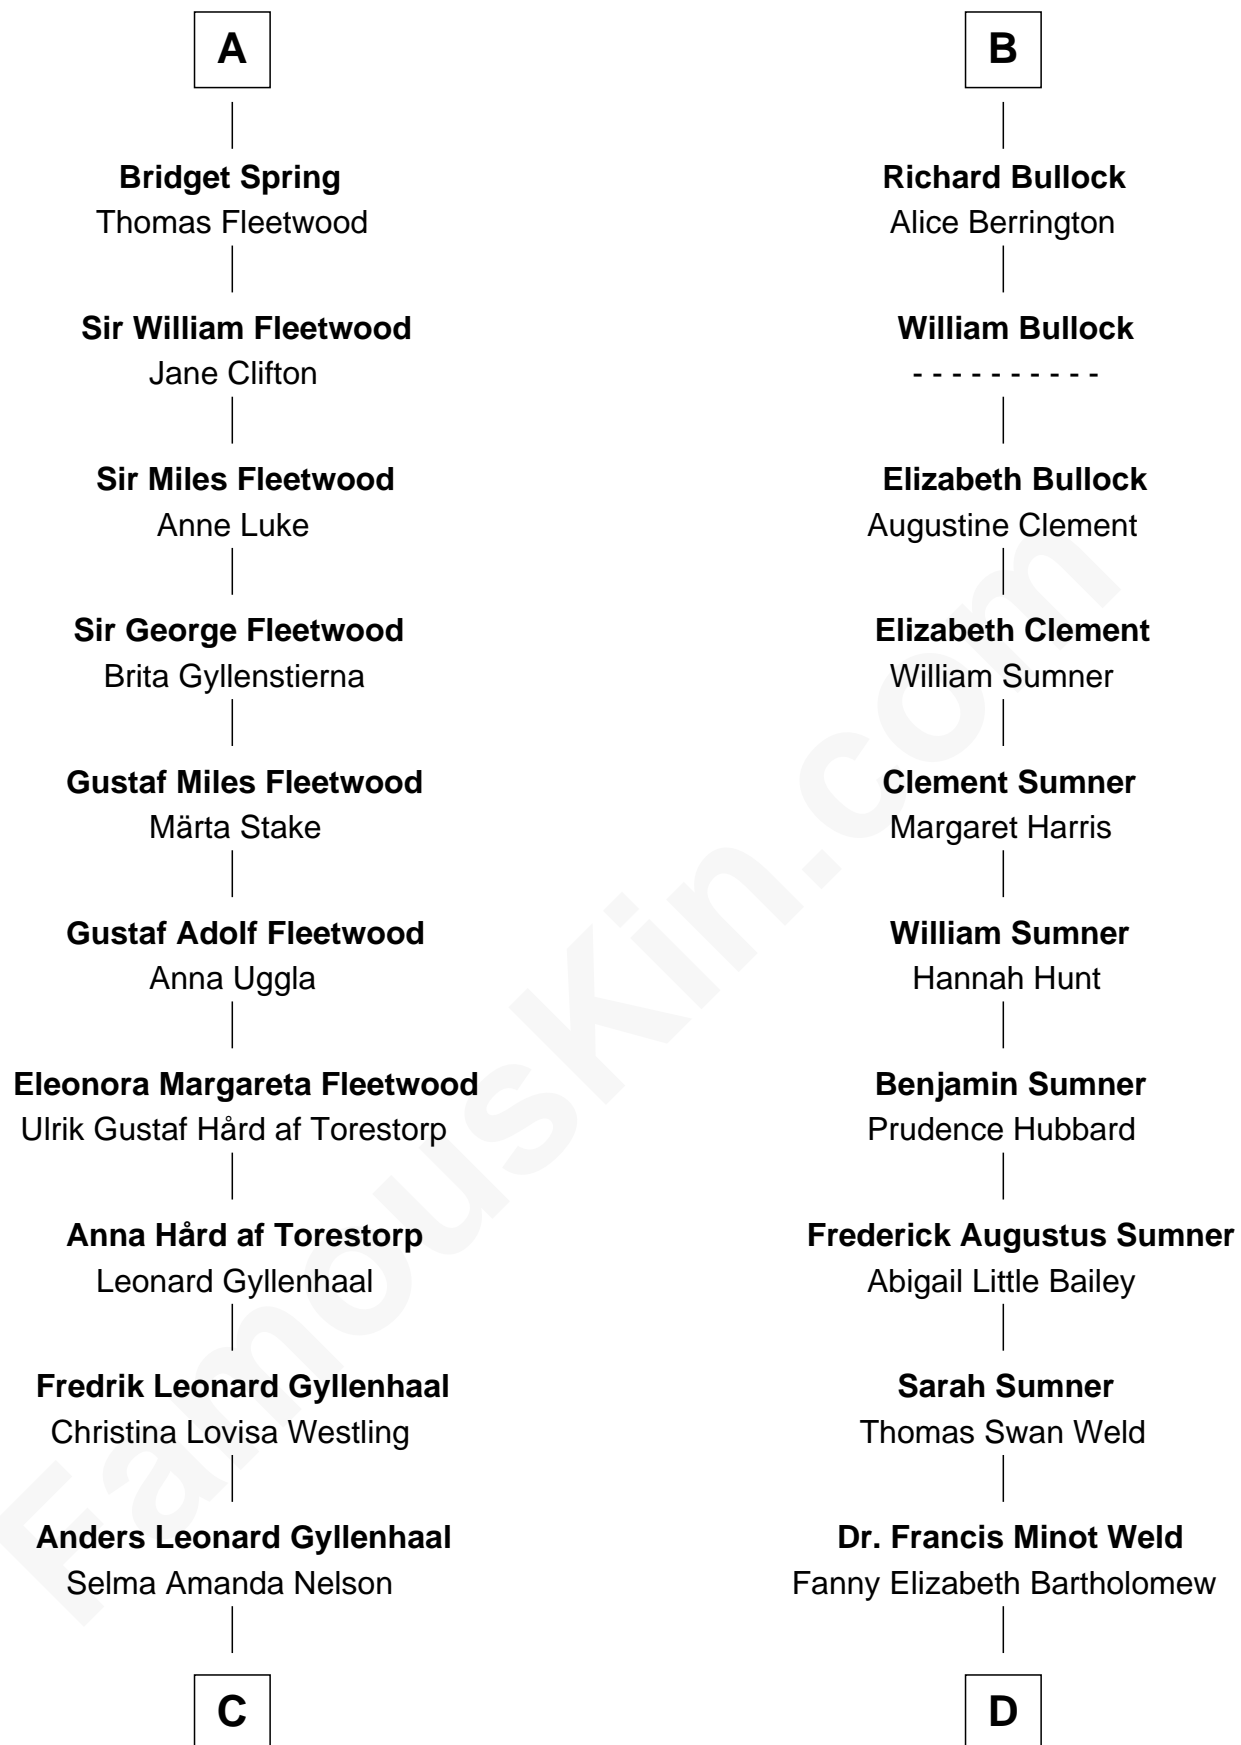 A
Bridget Spring
Thomas Fleetwood
Sir William Fleetwood
Jane Clifton
Sir Miles Fleetwood
Anne Luke
Sir George Fleetwood
Brita Gyllenstierna
Gustaf Miles Fleetwood
Märta Stake
Gustaf Adolf Fleetwood
Anna Uggla
Eleonora Margareta Fleetwood
Ulrik Gustaf Hård af Torestorp
Anna Hård af Torestorp
Leonard Gyllenhaal
Fredrik Leonard Gyllenhaal
Christina Lovisa Westling
Anders Leonard Gyllenhaal
Selma Amanda Nelson
C
B
Richard Bullock
Alice Berrington
William Bullock
- - - - - - - - - -
Elizabeth Bullock
Augustine Clement
Elizabeth Clement
William Sumner
Clement Sumner
Margaret Harris
William Sumner
Hannah Hunt
Benjamin Sumner
Prudence Hubbard
Frederick Augustus Sumner
Abigail Little Bailey
Sarah Sumner
Thomas Swan Weld
Dr. Francis Minot Weld
Fanny Elizabeth Bartholomew
D
FamousKin.com